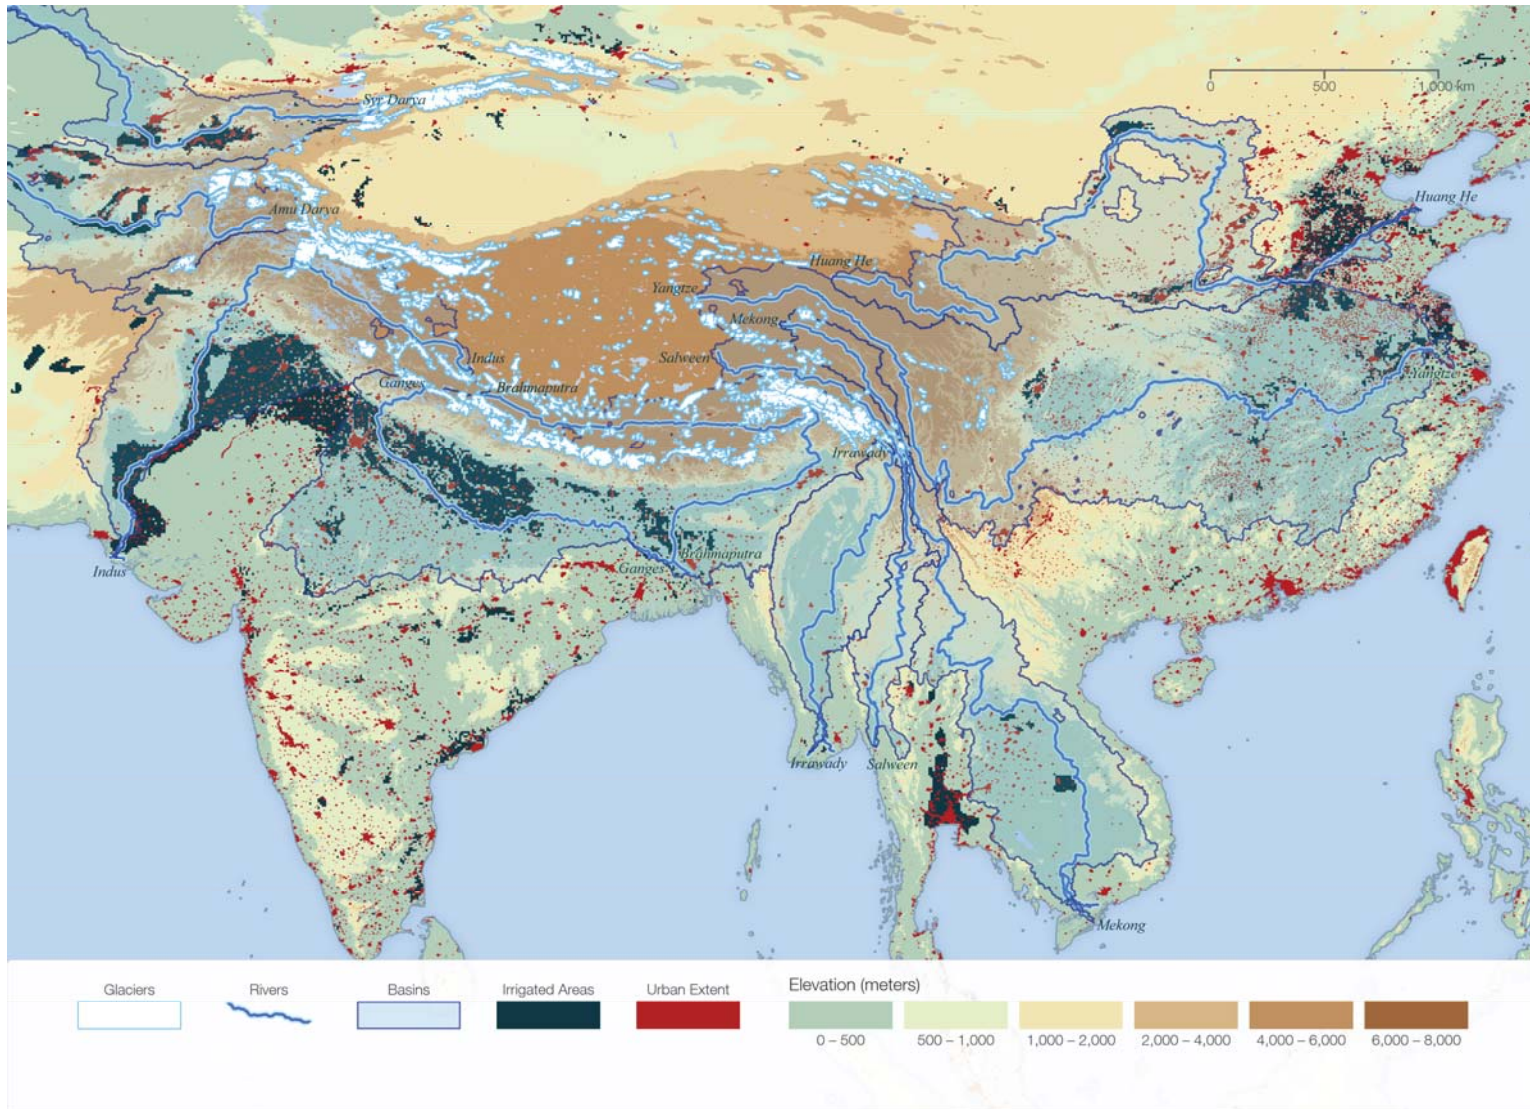 Syr Darya
0
500
1,000 km
Huang He
Amu Darya
Huang He
Yangtze
Mekong
Salween
Indus
Ganges
Brahmaputra
Yangtze
Irrawady
Brahmaputra
Ganges
Indus
Irrawady
Salween
Mekong
Glaciers
Rivers
Basins
Irrigated Areas
Urban Extent
Elevation (meters)
0 – 500
500 – 1,000
1,000 – 2,000
2,000 – 4,000
4,000 – 6,000
6,000 – 8,000